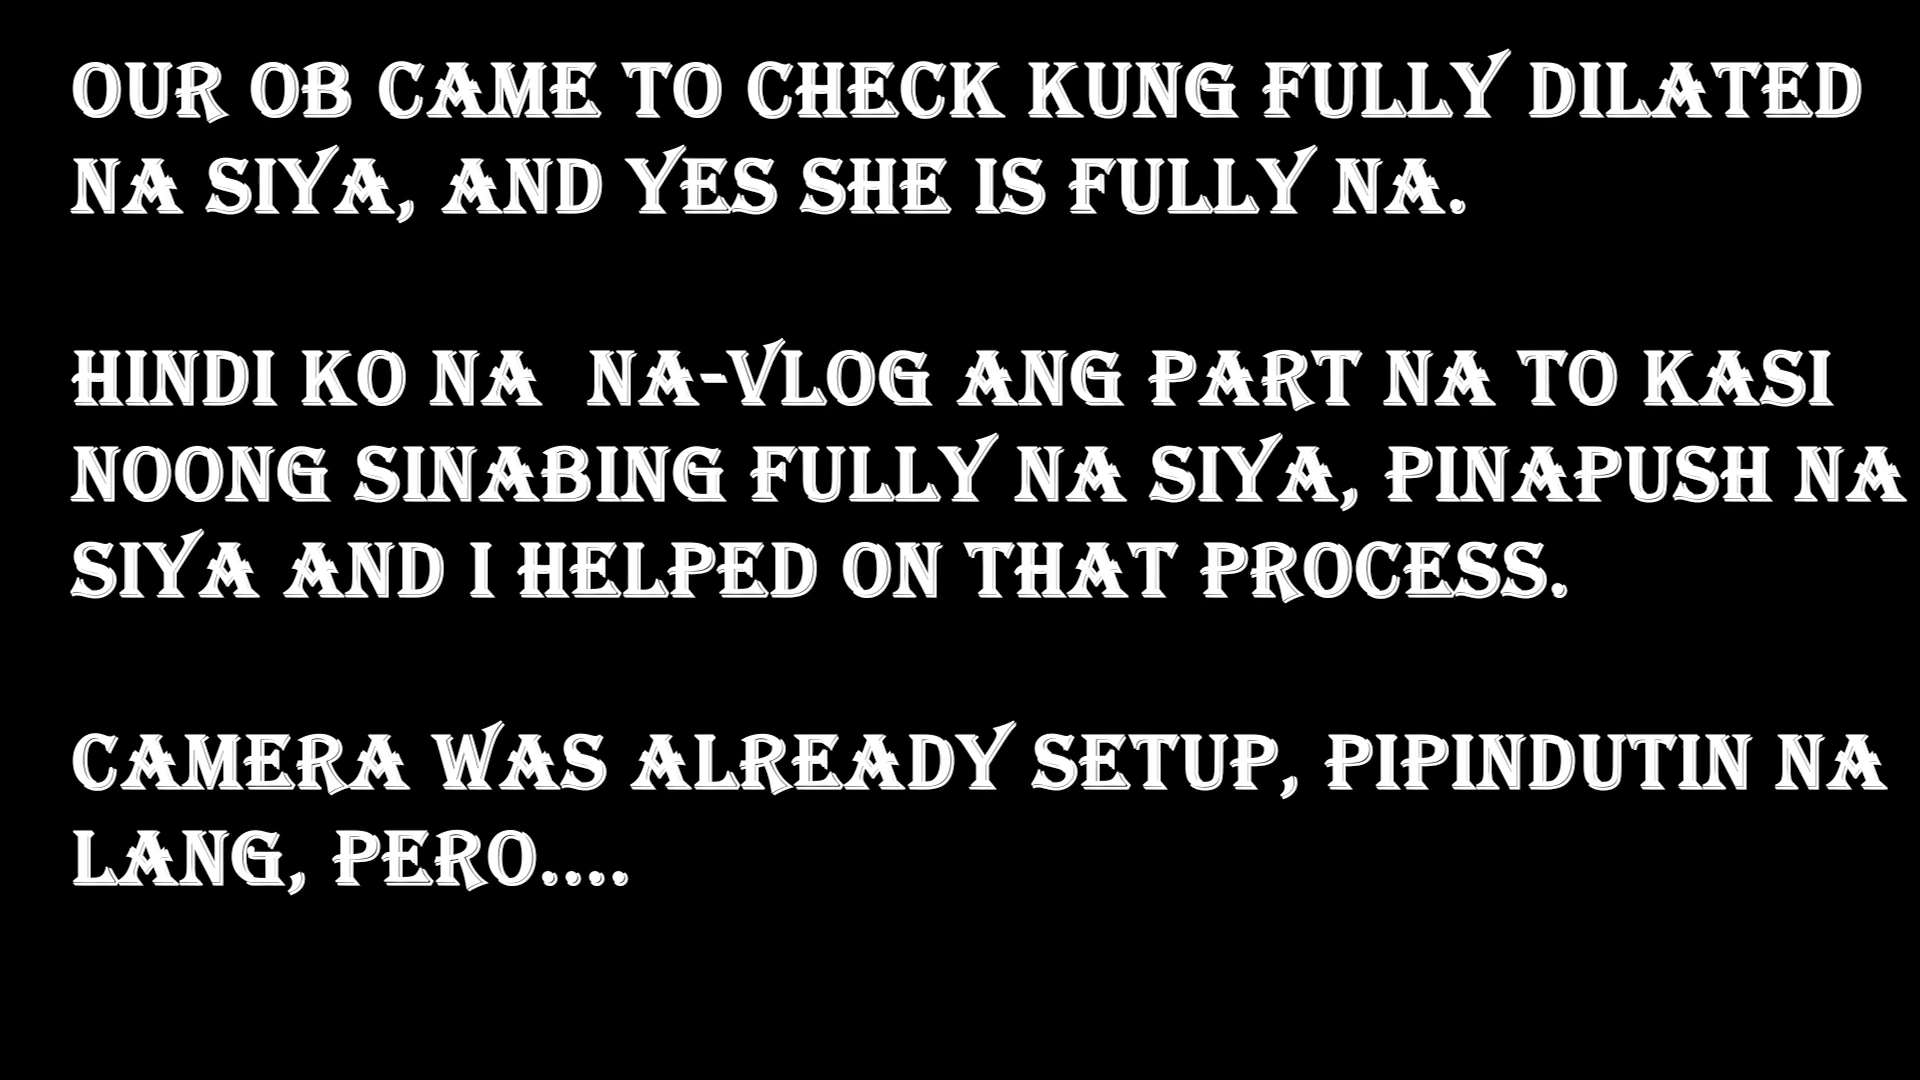 OUR OB CAME TO CHECK KUNG FULLY DILATED
NA SIYA, AND YES SHE IS FULLY NA.
HINDI KO NA  NA-VLOG ANG PART NA TO KASI
NOONG SINABING FULLY NA SIYA, PINAPUSH NA
SIYA AND I HELPED ON THAT PROCESS.
CAMERA WAS ALREADY SETUP, PIPINDUTIN NA
LANG, PERO....